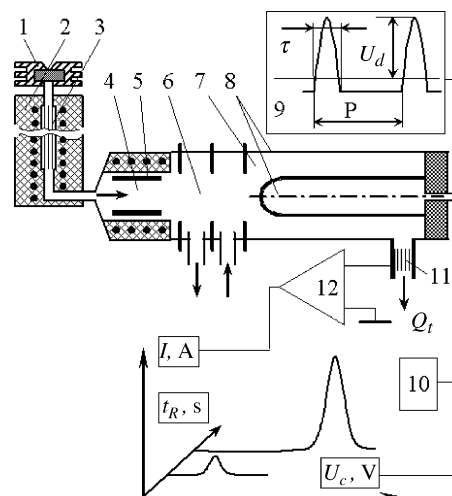 1 2 3
4 5 6 7 8
τ
U_d
9
P
12
11
Q_t
I, A
t_R, s
10
U_c, V